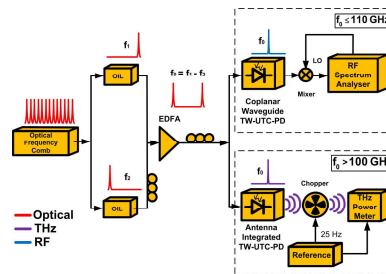 f₀ ≤ 110 GHz
f₁
OIL
f₀ = f₁ - f₂
EDFA
f₀
LO
RF
Spectrum
Analyser
Mixer
Coplanar
Waveguide
TW-UTC-PD
Optical
Frequency
Comb
f₂
OIL
f₀ > 100 GHz
f₀
Chopper
THz
Power
Meter
Antenna
Integrated
TW-UTC-PD
25 Hz
Reference
Optical
THz
RF